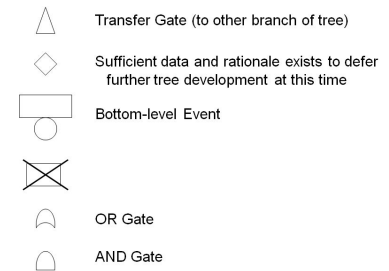 Transfer Gate (to other branch of tree)
Sufficient data and rationale exists to defer
further tree development at this time
Bottom-level Event
OR Gate
AND Gate